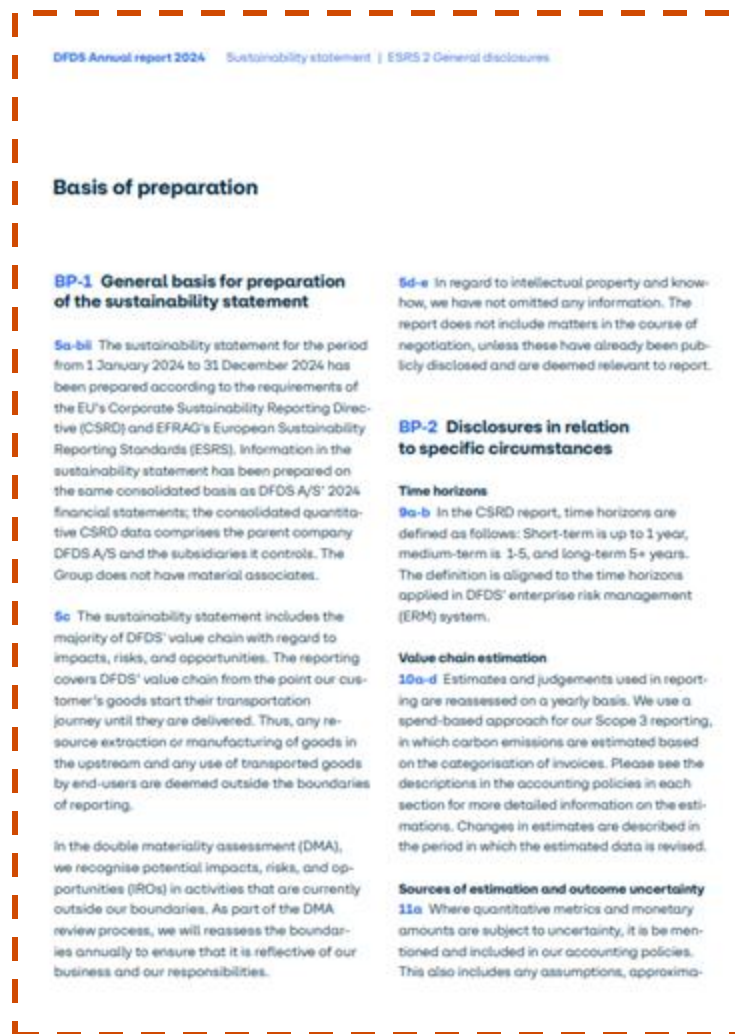 DFDS Annual report 2024 Sustainability statement | ESRS 2 General disclosures
Basis of preparation
BP-1 General basis for preparation
of the sustainability statement
5a-bii The sustainability statement for the period
from 1 January 2024 to 31 December 2024 has
been prepared according to the requirements of
the EU's Corporate Sustainability Reporting Direc-
tive (CSRD) and EFRAG's European Sustainability
Reporting Standards (ESRS). Information in the
sustainability statement has been prepared on
the same consolidated basis as DFDS A/S' 2024
financial statements; the consolidated quantita-
tive CSRD data comprises the parent company
DFDS A/S and the subsidiaries it controls. The
Group does not have material associates.
5c The sustainability statement includes the
majority of DFDS' value chain with regard to
impacts, risks, and opportunities. The reporting
covers DFDS' value chain from the point our cus-
tomer's goods start their transportation
journey until they are delivered. Thus, any re-
source extraction or manufacturing of goods in
the upstream and any use of transported goods
by end-users are deemed outside the boundaries
of reporting.
In the double materiality assessment (DMA),
we recognise potential impacts, risks, and op-
portunities (IROs) in activities that are currently
outside our boundaries. As part of the DMA
review process, we will reassess the boundar-
ies annually to ensure that it is reflective of our
business and our responsibilities.
5d-e In regard to intellectual property and know-
how, we have not omitted any information. The
report does not include matters in the course of
negotiation, unless these have already been pub-
licly disclosed and are deemed relevant to report.
BP-2 Disclosures in relation
to specific circumstances
Time horizons
9a-b In the CSRD report, time horizons are
defined as follows: Short-term is up to 1 year,
medium-term is 1-5, and long-term 5+ years.
The definition is aligned to the time horizons
applied in DFDS' enterprise risk management
(ERM) system.
Value chain estimation
10a-d Estimates and judgements used in report-
ing are reassessed on a yearly basis. We use a
spend-based approach for our Scope 3 reporting,
in which carbon emissions are estimated based
on the categorisation of invoices. Please see the
descriptions in the accounting policies in each
section for more detailed information on the esti-
mations. Changes in estimates are described in
the period in which the estimated data is revised.
Sources of estimation and outcome uncertainty
11a Where quantitative metrics and monetary
amounts are subject to uncertainty, it is be men-
tioned and included in our accounting policies.
This also includes any assumptions, approxima-